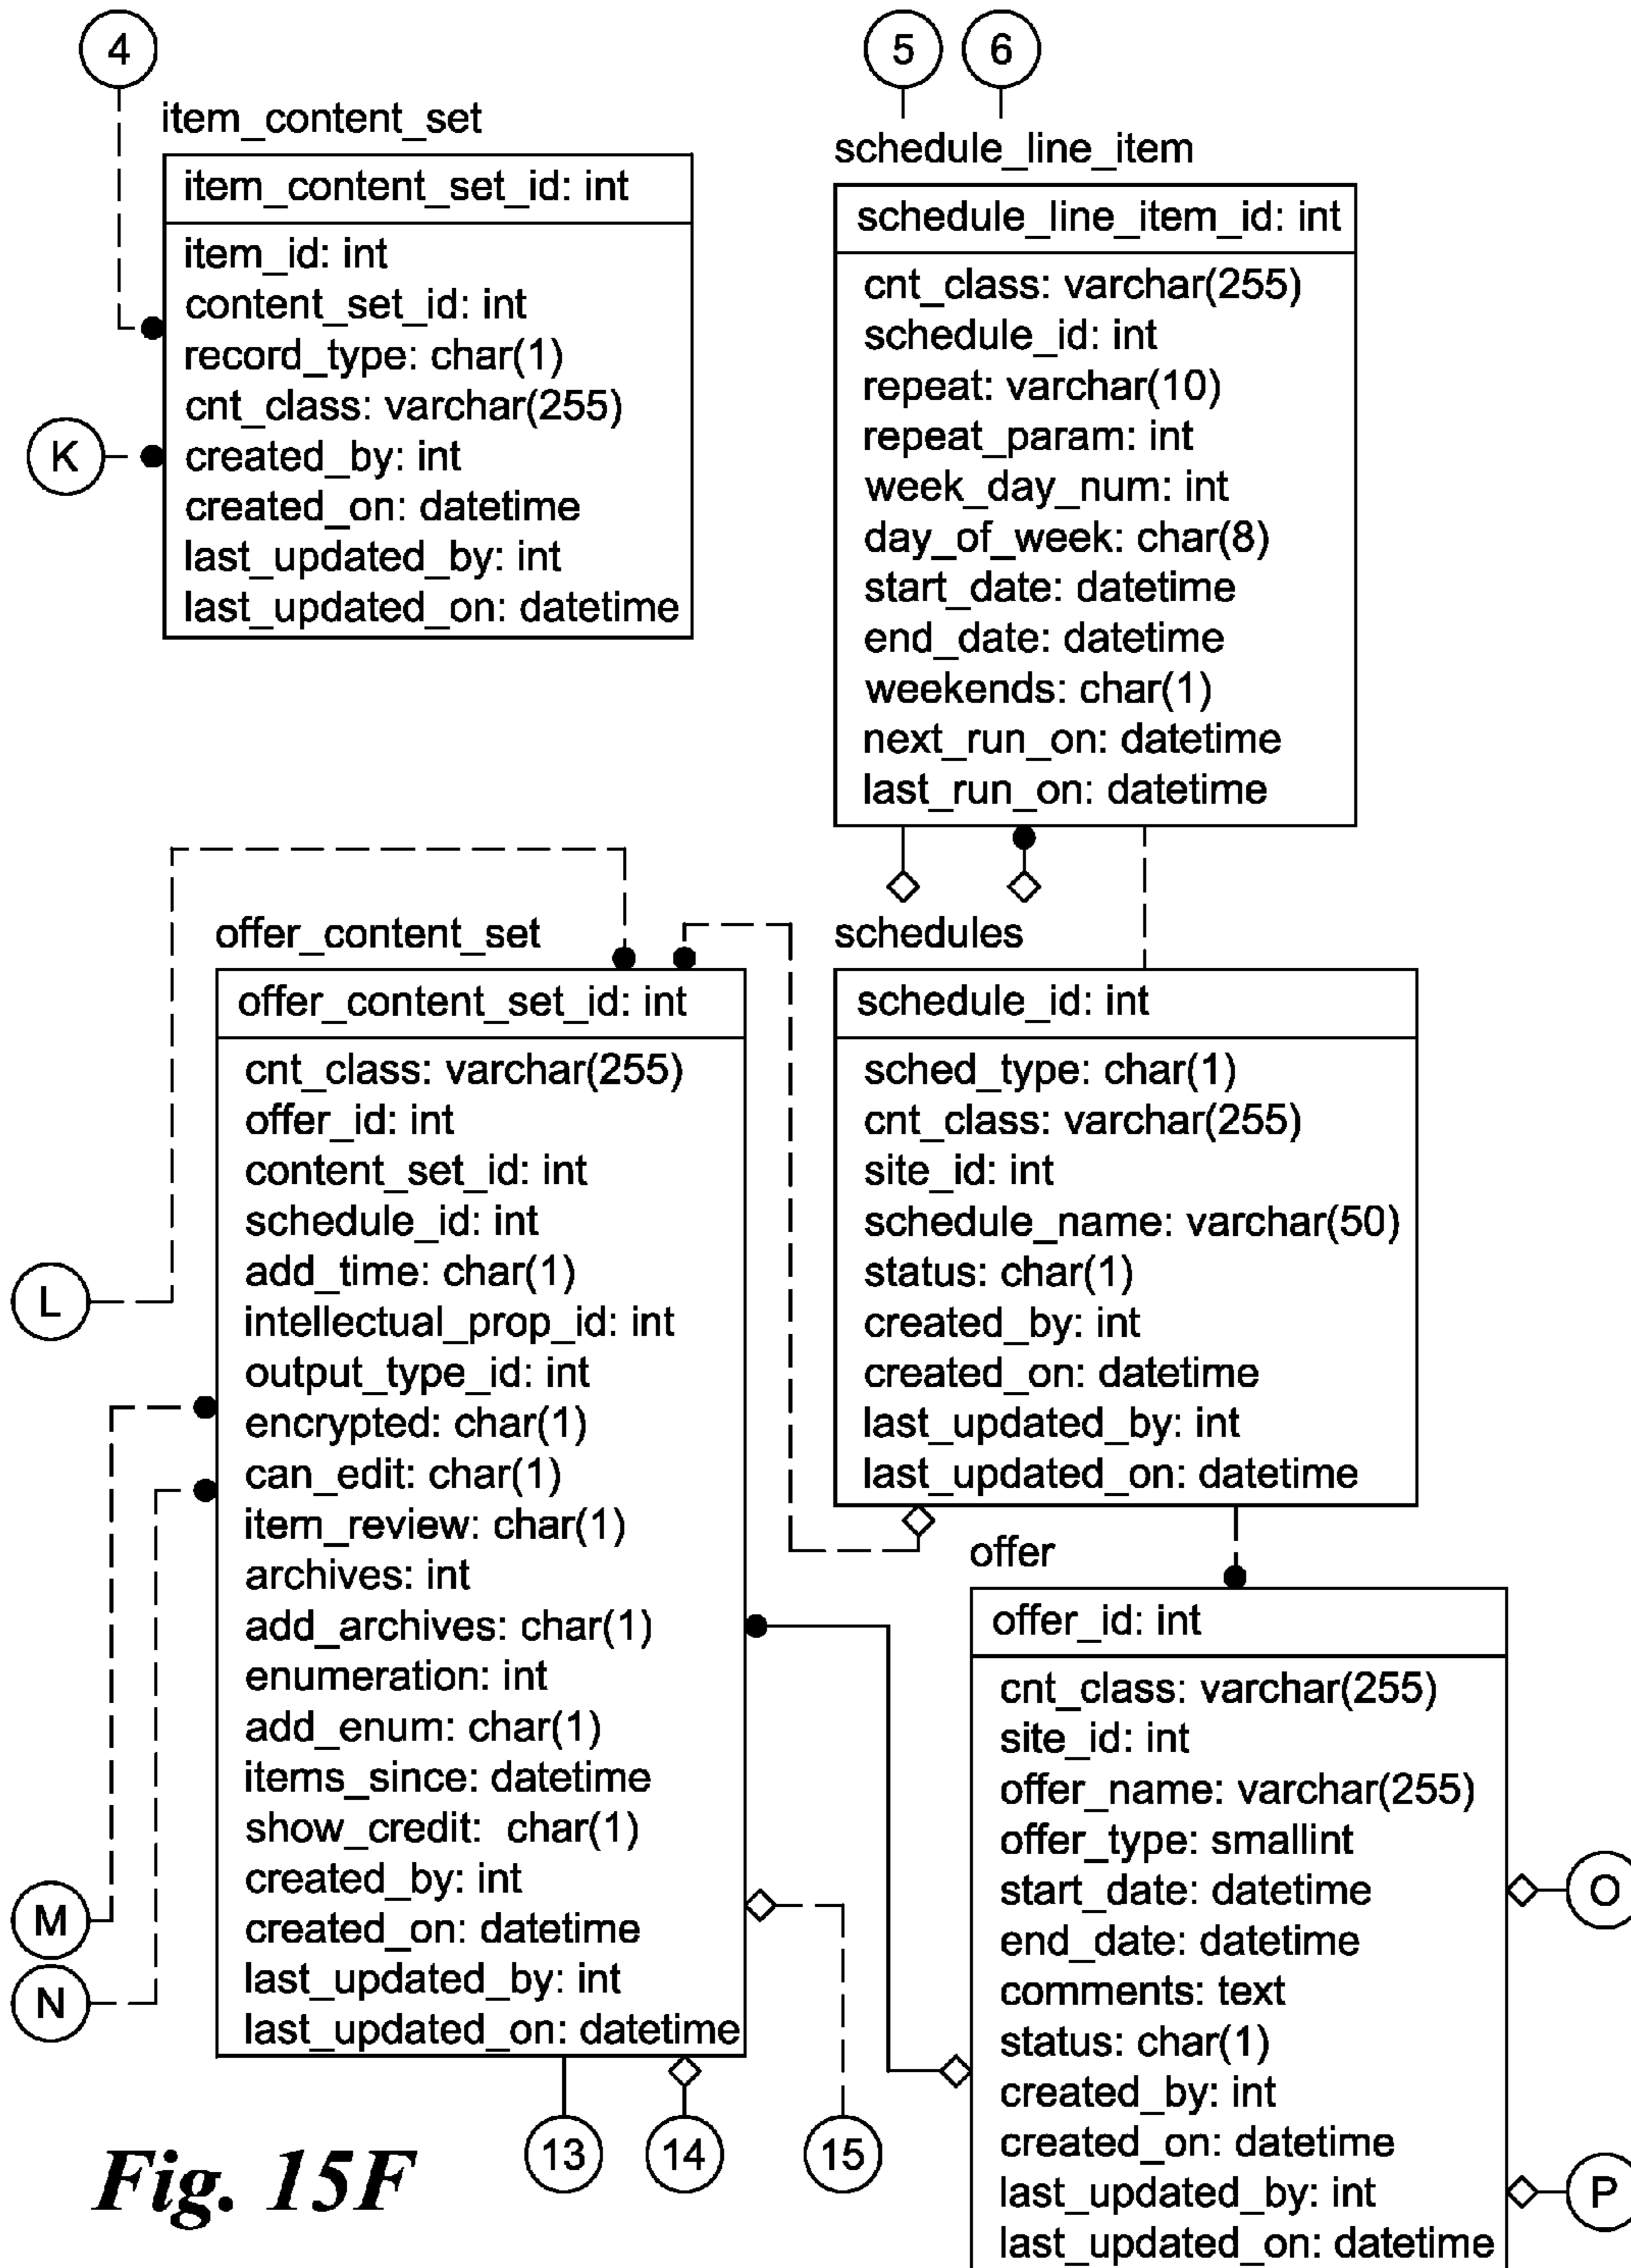 4
5
6
item_content_set
item_content_set_id: int
item_id: int
content_set_id: int
record_type: char(1)
cnt_class: varchar(255)
created_by: int
created_on: datetime
last_updated_by: int
last_updated_on: datetime
K
schedule_line_item
schedule_line_item_id: int
cnt_class: varchar(255)
schedule_id: int
repeat: varchar(10)
repeat_param: int
week_day_num: int
day_of_week: char(8)
start_date: datetime
end_date: datetime
weekends: char(1)
next_run_on: datetime
last_run_on: datetime
offer_content_set
offer_content_set_id: int
cnt_class: varchar(255)
offer_id: int
content_set_id: int
schedule_id: int
add_time: char(1)
intellectual_prop_id: int
output_type_id: int
encrypted: char(1)
can_edit: char(1)
item_review: char(1)
archives: int
add_archives: char(1)
enumeration: int
add_enum: char(1)
items_since: datetime
show_credit: char(1)
created_by: int
created_on: datetime
last_updated_by: int
last_updated_on: datetime
L
M
N
schedules
schedule_id: int
sched_type: char(1)
cnt_class: varchar(255)
site_id: int
schedule_name: varchar(50)
status: char(1)
created_by: int
created_on: datetime
last_updated_by: int
last_updated_on: datetime
offer
offer_id: int
cnt_class: varchar(255)
site_id: int
offer_name: varchar(255)
offer_type: smallint
start_date: datetime
end_date: datetime
comments: text
status: char(1)
created_by: int
created_on: datetime
last_updated_by: int
last_updated_on: datetime
O
P
13
14
15
Fig. 15F